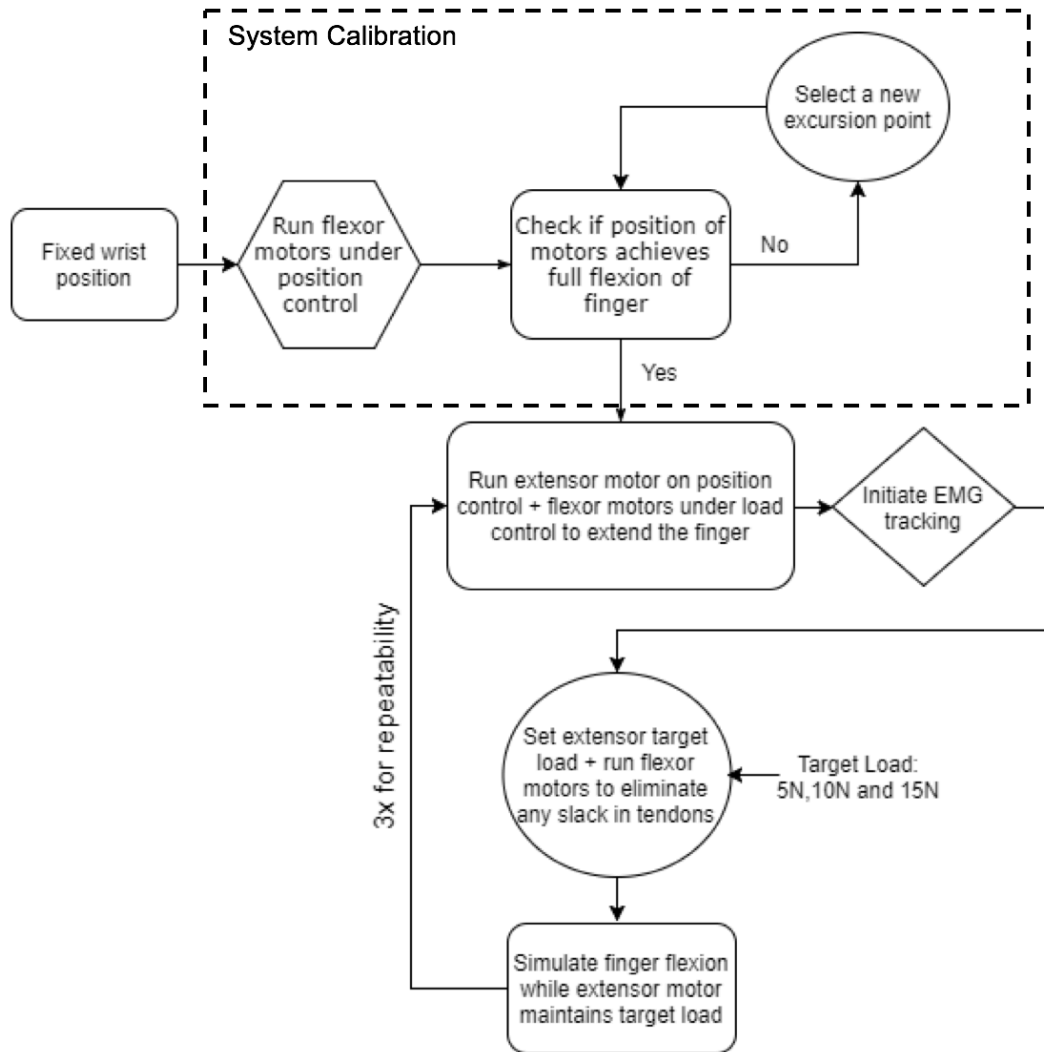 System Calibration
Select a new
excursion point
Fixed wrist
position
Run flexor
motors under
position
control
Check if position of
motors achieves
full flexion of
finger
No
Yes
Run extensor motor on position
control + flexor motors under load
control to extend the finger
Initiate EMG
tracking
3x for repeatability
Set extensor target
load + run flexor
motors to eliminate
any slack in tendons
Target Load:
5N,10N and 15N
Simulate finger flexion
while extensor motor
maintains target load